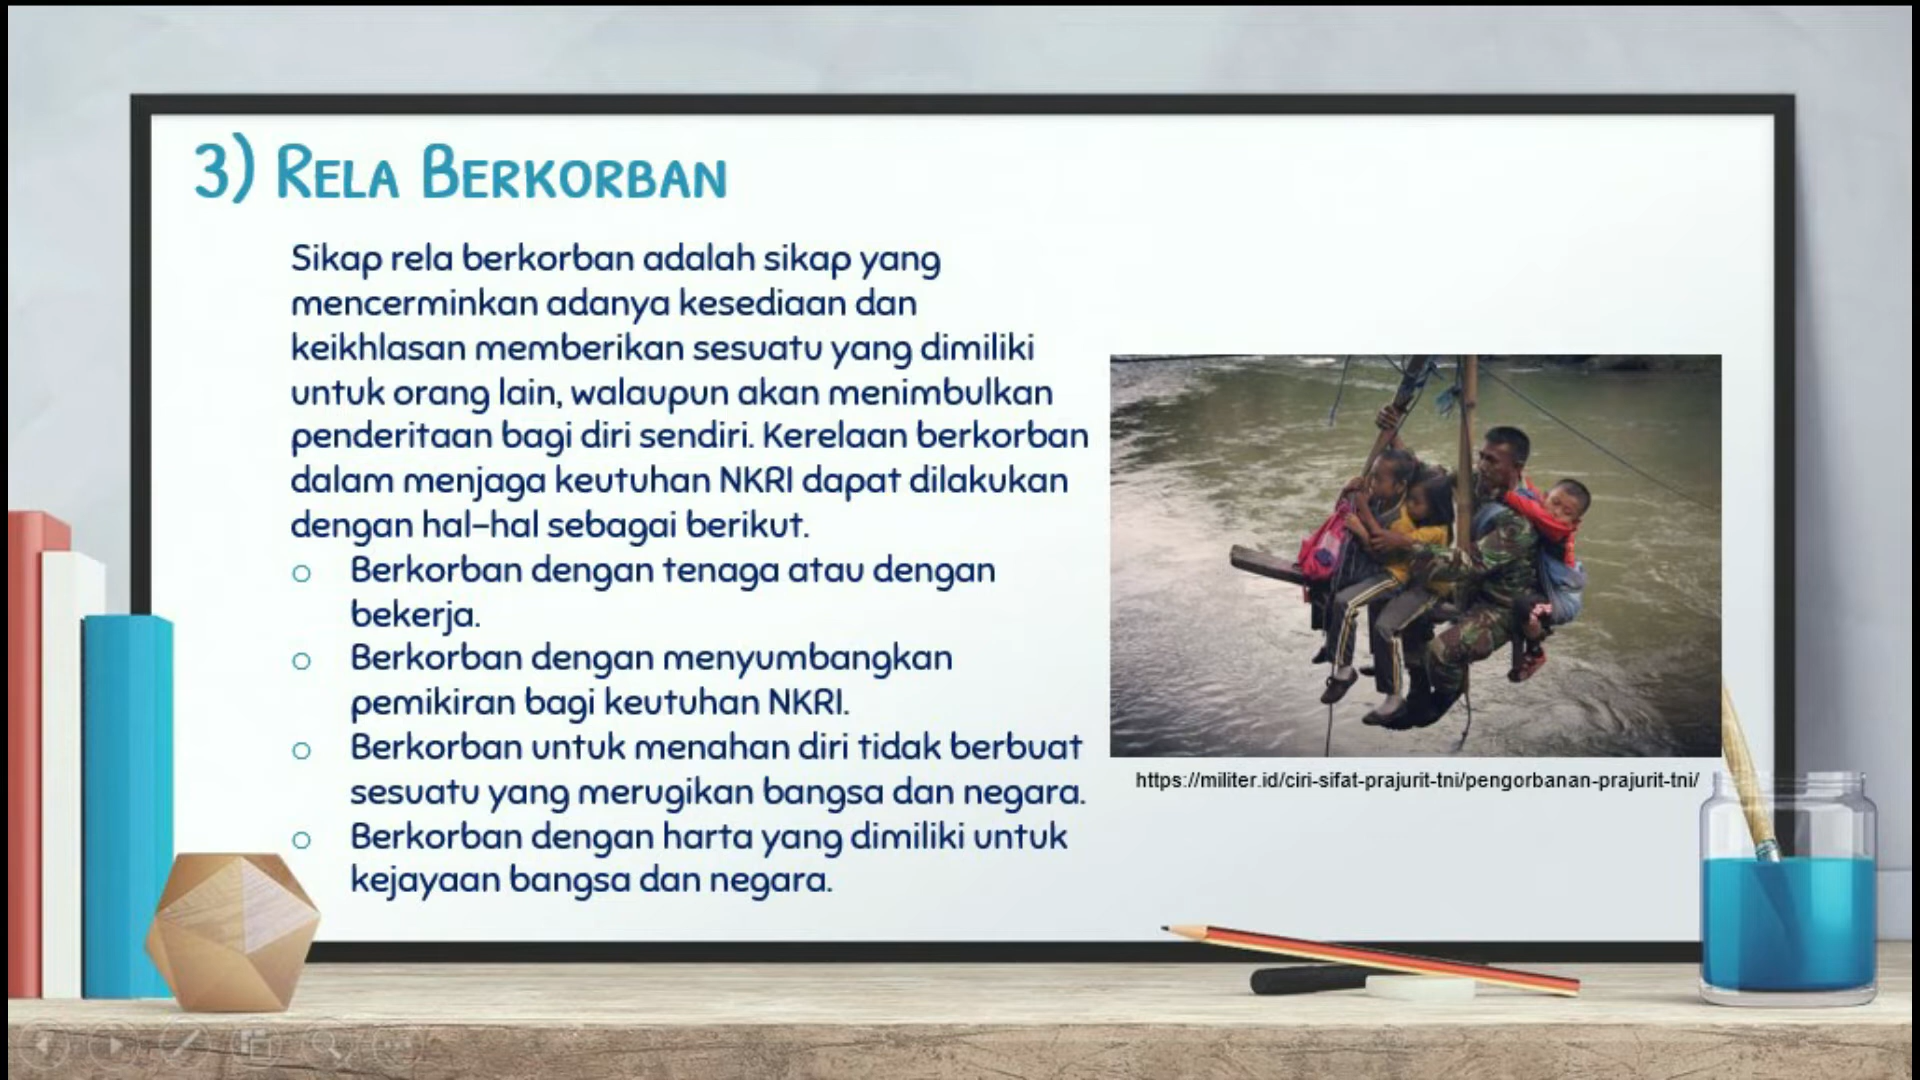 3) RELA BERKORBAN
Sikap rela berkorban adalah sikap yang
mencerminkan adanya kesediaan dan
keikhlasan memberikan sesuatu yang dimiliki
untuk orang lain, walaupun akan menimbulkan
penderitaan bagi diri sendiri. Kerelaan berkorban
dalam menjaga keutuhan NKRI dapat dilakukan
dengan hal-hal sebagai berikut.
o Berkorban dengan tenaga atau dengan
bekerja.
o Berkorban dengan menyumbangkan
pemikiran bagi keutuhan NKRI.
o Berkorban untuk menahan diri tidak berbuat
sesuatu yang merugikan bangsa dan negara.
o Berkorban dengan harta yang dimiliki untuk
kejayaan bangsa dan negara.
https://militer.id/ciri-sifat-prajurit-tni/pengorbanan-prajurit-tni/